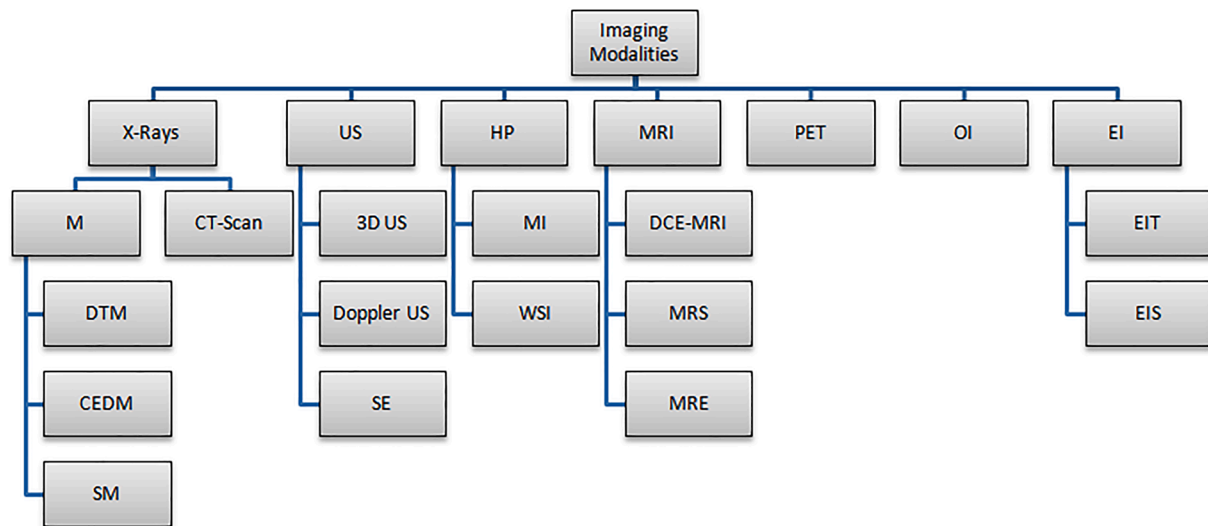 Imaging
Modalities
X-Rays
US
HP
MRI
PET
OI
EI
M
CT-Scan
3D US
MI
DCE-MRI
EIT
DTM
Doppler US
WSI
MRS
EIS
CEDM
SE
MRE
SM